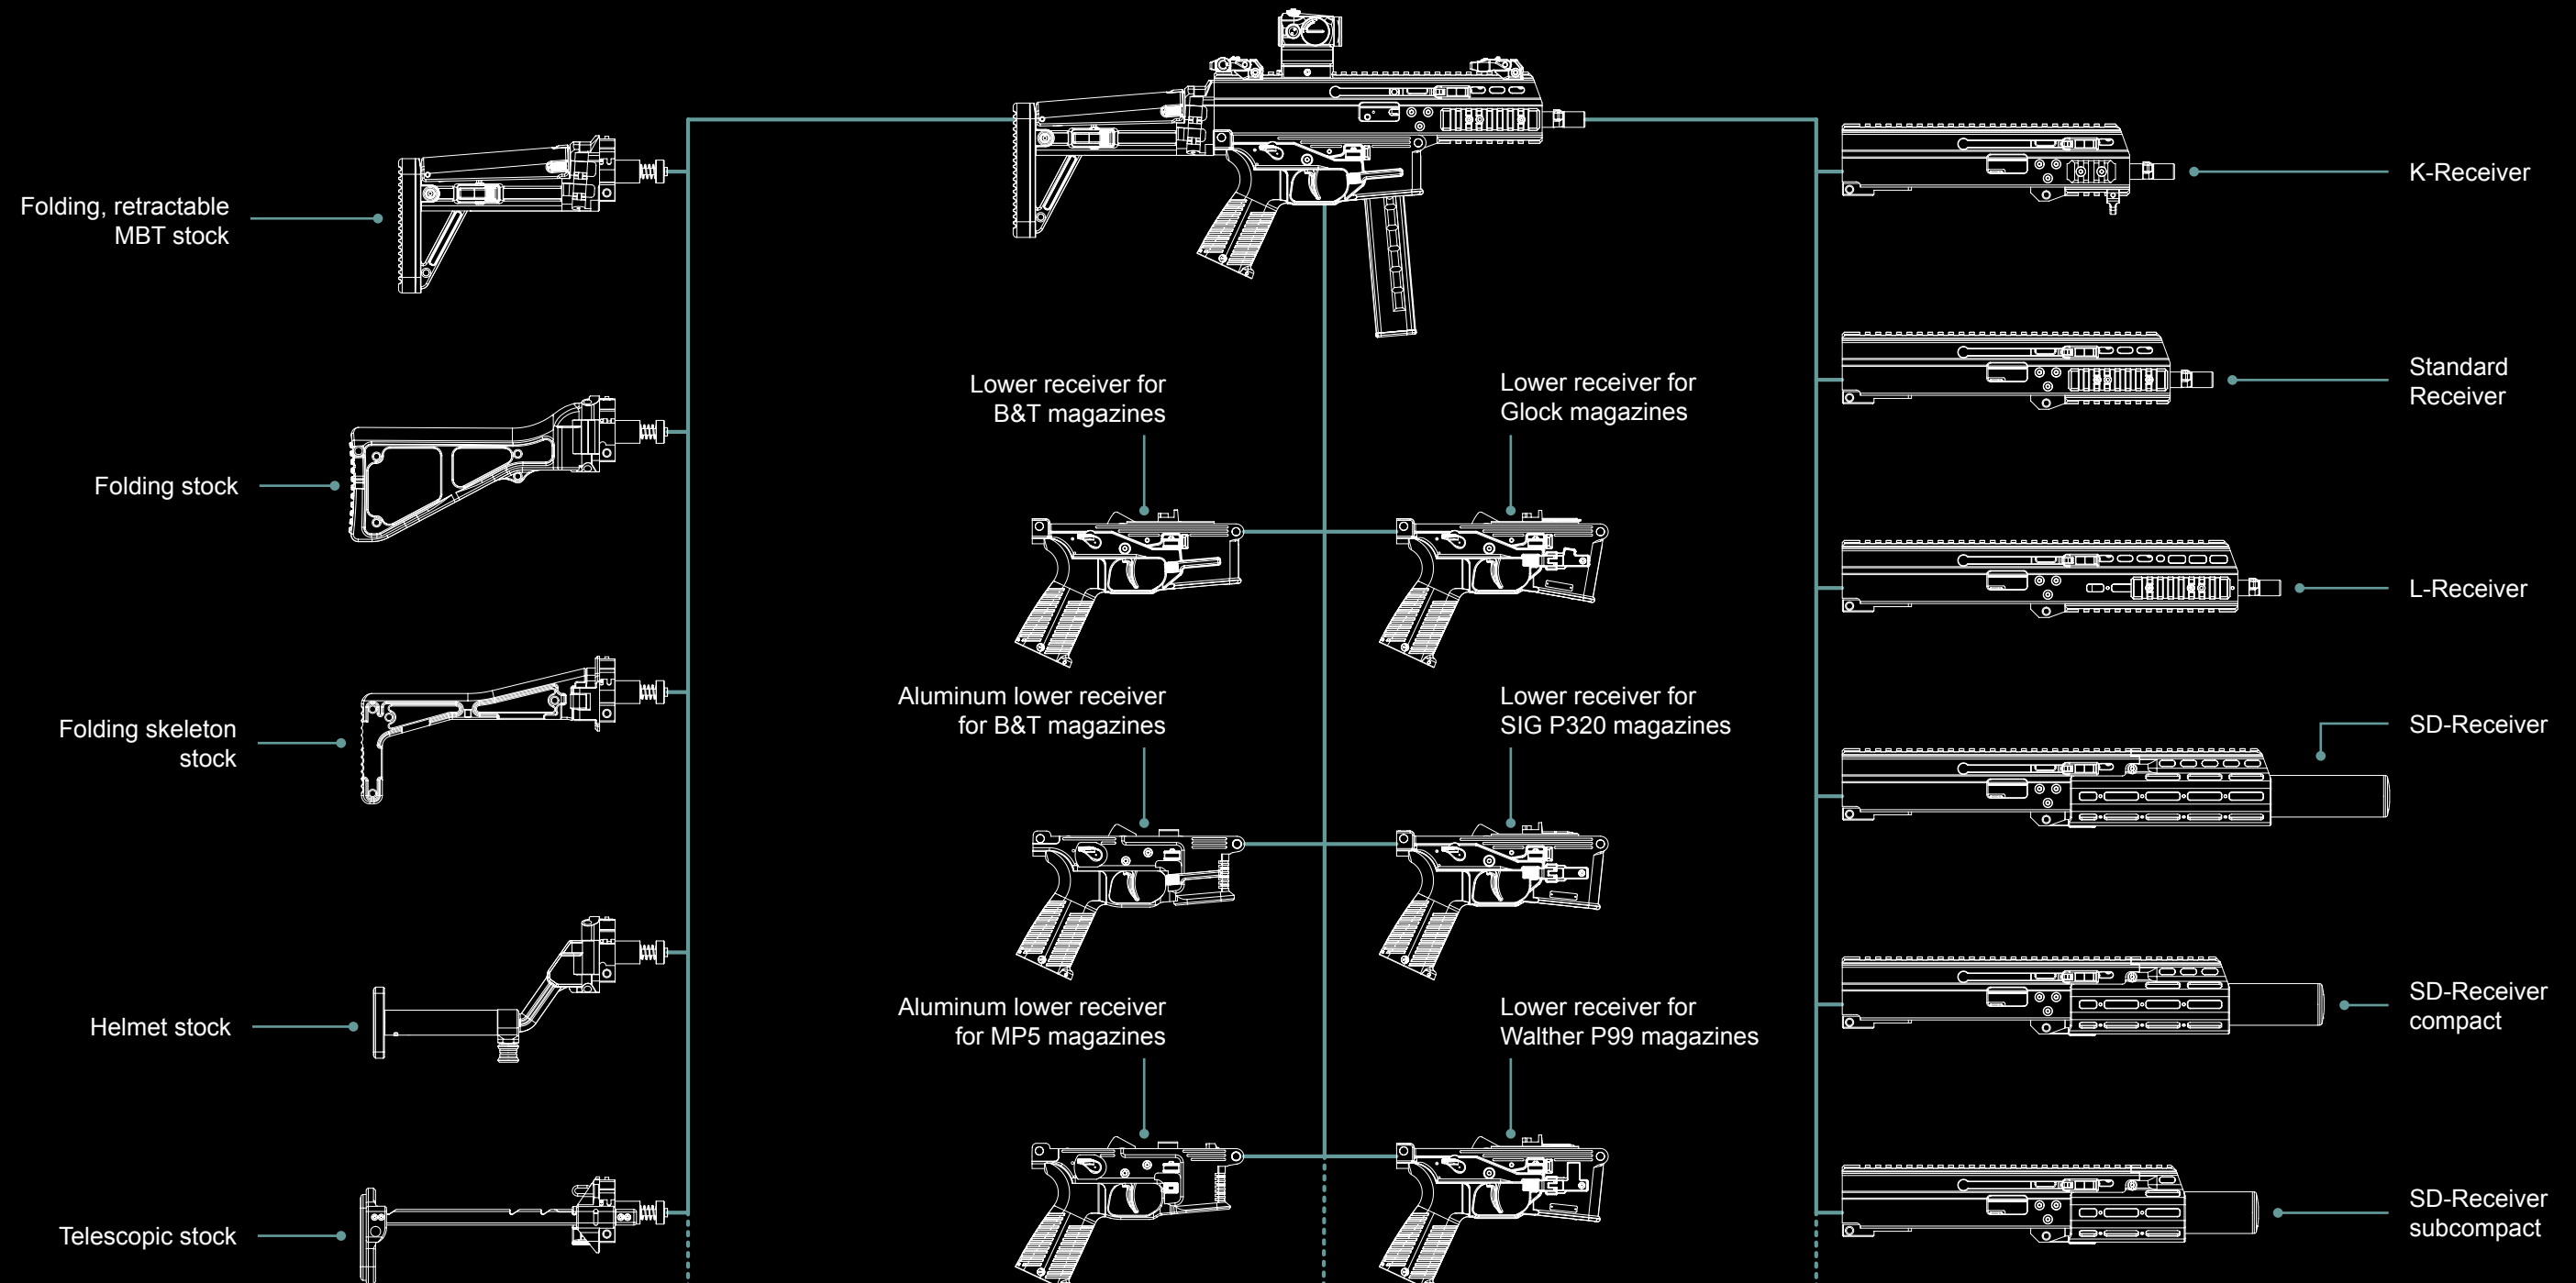 Folding, retractable
MBT stock
Folding stock
Folding skeleton
stock
Helmet stock
Telescopic stock
Lower receiver for
B&T magazines
Aluminum lower receiver
for B&T magazines
Aluminum lower receiver
for MP5 magazines
Lower receiver for
Glock magazines
Lower receiver for
SIG P320 magazines
Lower receiver for
Walther P99 magazines
K-Receiver
Standard
Receiver
L-Receiver
SD-Receiver
SD-Receiver
compact
SD-Receiver
subcompact